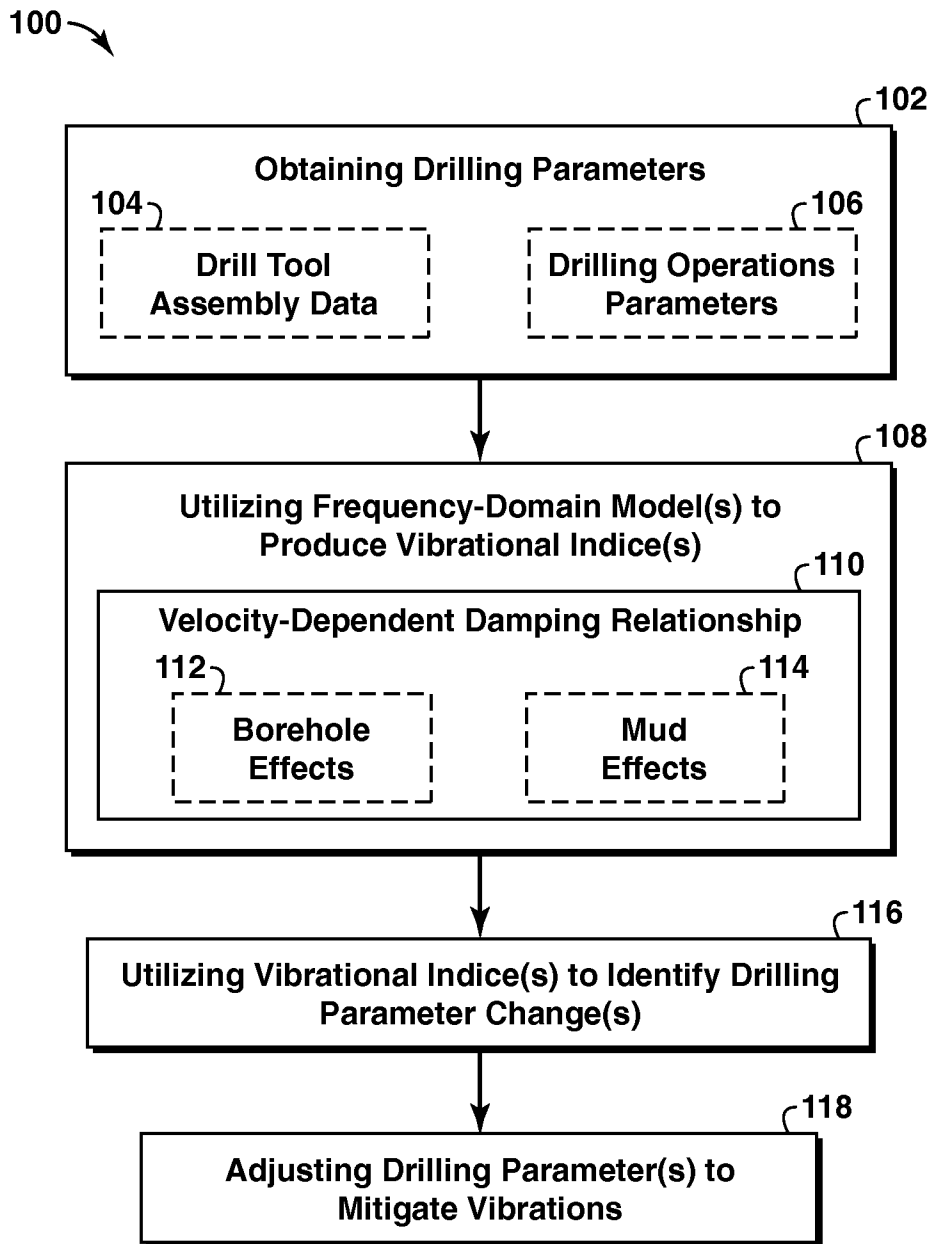 100
102
Obtaining Drilling Parameters
104
106
Drill Tool
Assembly Data
Drilling Operations
Parameters
108
Utilizing Frequency-Domain Model(s) to
Produce Vibrational Indice(s)
110
Velocity-Dependent Damping Relationship
112
114
Borehole
Effects
Mud
Effects
116
Utilizing Vibrational Indice(s) to Identify Drilling
Parameter Change(s)
118
Adjusting Drilling Parameter(s) to
Mitigate Vibrations